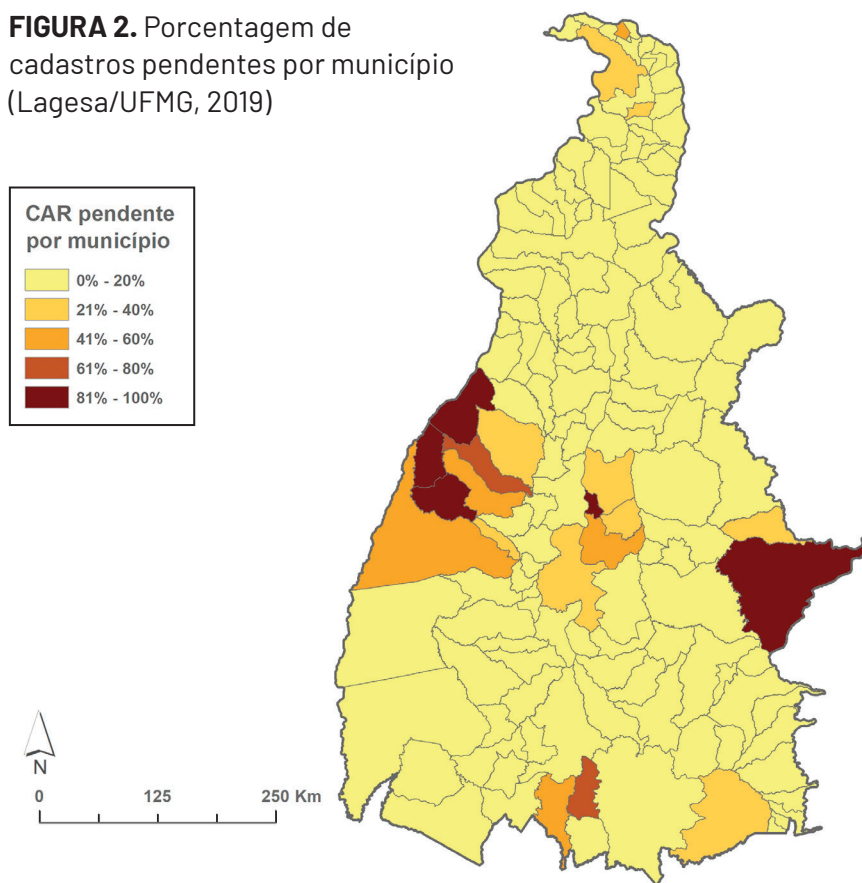 FIGURA 2. Porcentagem de
cadastros pendentes por município
(Lagesa/UFMG, 2019)
CAR pendente
por município
0% - 20%
21% - 40%
41% - 60%
61% - 80%
81% - 100%
N
0 125 250 Km